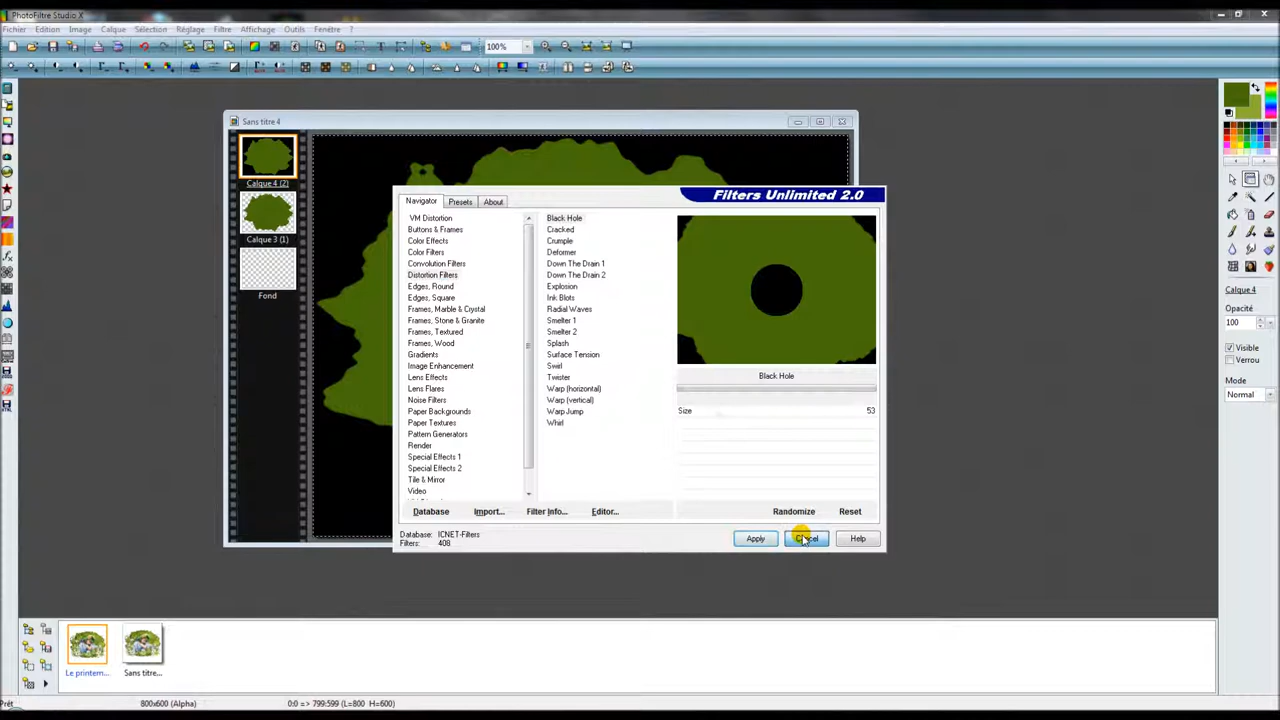 PhotoFiltre Studio X
Fichier Edition Image Calque Sélection Réglage Filtre Affichage Outils Fenêtre ?
100%
Sans titre 4
Calque 4 (2)
Calque 3 (1)
Fond
Filters Unlimited 2.0
Navigator Presets About
VM Distortion
Buttons & Frames
Color Effects
Color Filters
Convolution Filters
Distortion Filters
Edges, Round
Edges, Square
Frames, Marble & Crystal
Frames, Stone & Granite
Frames, Textured
Frames, Wood
Gradients
Image Enhancement
Lens Effects
Lens Flares
Noise Filters
Paper Backgrounds
Paper Textures
Pattern Generators
Render
Special Effects 1
Special Effects 2
Tile & Mirror
Video
Black Hole
Cracked
Crumple
Deformer
Down The Drain 1
Down The Drain 2
Explosion
Ink Blots
Radial Waves
Smelter 1
Smelter 2
Splash
Surface Tension
Swirl
Twister
Warp (horizontal)
Warp (vertical)
Warp Jump
Whirl
Black Hole
Size 53
Database Import... Filter Info... Editor... Randomize Reset
Database: ICNET-Filters
Filters: 408
Apply Cancel Help
Calque 4
Opacité
100
Visible
Verrou
Mode
Normal
Le printem... Sans titre...
Prêt 800x600 (Alpha) 0:0 => 799:599 (L=800 H=600)